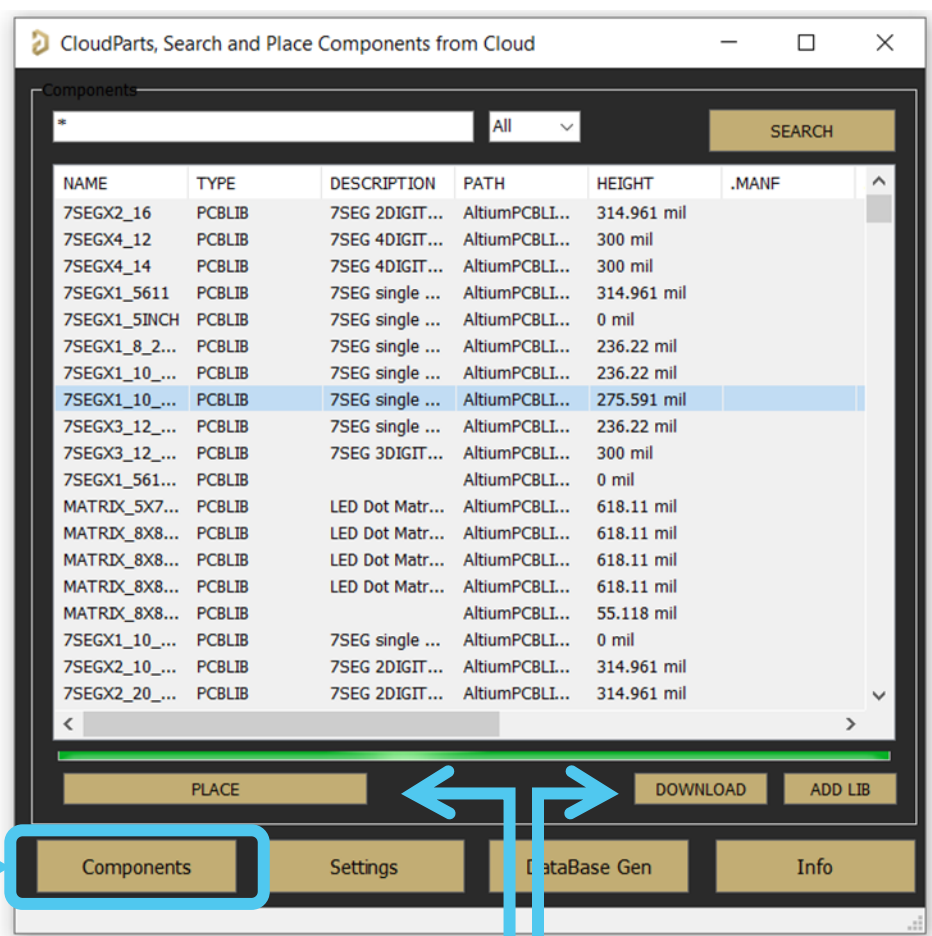 CloudParts, Search and Place Components from Cloud
Components
* All SEARCH
NAME TYPE DESCRIPTION PATH HEIGHT .MANF
7SEGX2_16 PCBLIB 7SEG 2DIGIT... AltiumPCBLI... 314.961 mil
7SEGX4_12 PCBLIB 7SEG 4DIGIT... AltiumPCBLI... 300 mil
7SEGX4_14 PCBLIB 7SEG 4DIGIT... AltiumPCBLI... 300 mil
7SEGX1_5611 PCBLIB 7SEG single ... AltiumPCBLI... 314.961 mil
7SEGX1_5INCH PCBLIB 7SEG single ... AltiumPCBLI... 0 mil
7SEGX1_8_2... PCBLIB 7SEG single ... AltiumPCBLI... 236.22 mil
7SEGX1_10_... PCBLIB 7SEG single ... AltiumPCBLI... 236.22 mil
7SEGX1_10_... PCBLIB 7SEG single ... AltiumPCBLI... 275.591 mil
7SEGX3_12_... PCBLIB 7SEG single ... AltiumPCBLI... 236.22 mil
7SEGX3_12_... PCBLIB 7SEG 3DIGIT... AltiumPCBLI... 300 mil
7SEGX1_561... PCBLIB AltiumPCBLI... 0 mil
MATRIX_5X7... PCBLIB LED Dot Matr... AltiumPCBLI... 618.11 mil
MATRIX_8X8... PCBLIB LED Dot Matr... AltiumPCBLI... 618.11 mil
MATRIX_8X8... PCBLIB LED Dot Matr... AltiumPCBLI... 618.11 mil
MATRIX_8X8... PCBLIB LED Dot Matr... AltiumPCBLI... 618.11 mil
MATRIX_8X8... PCBLIB AltiumPCBLI... 55.118 mil
7SEGX1_10_... PCBLIB 7SEG single ... AltiumPCBLI... 0 mil
7SEGX2_10_... PCBLIB 7SEG 2DIGIT... AltiumPCBLI... 314.961 mil
7SEGX2_20_... PCBLIB 7SEG 2DIGIT... AltiumPCBLI... 314.961 mil
PLACE DOWNLOAD ADD LIB
Components Settings DataBase Gen Info